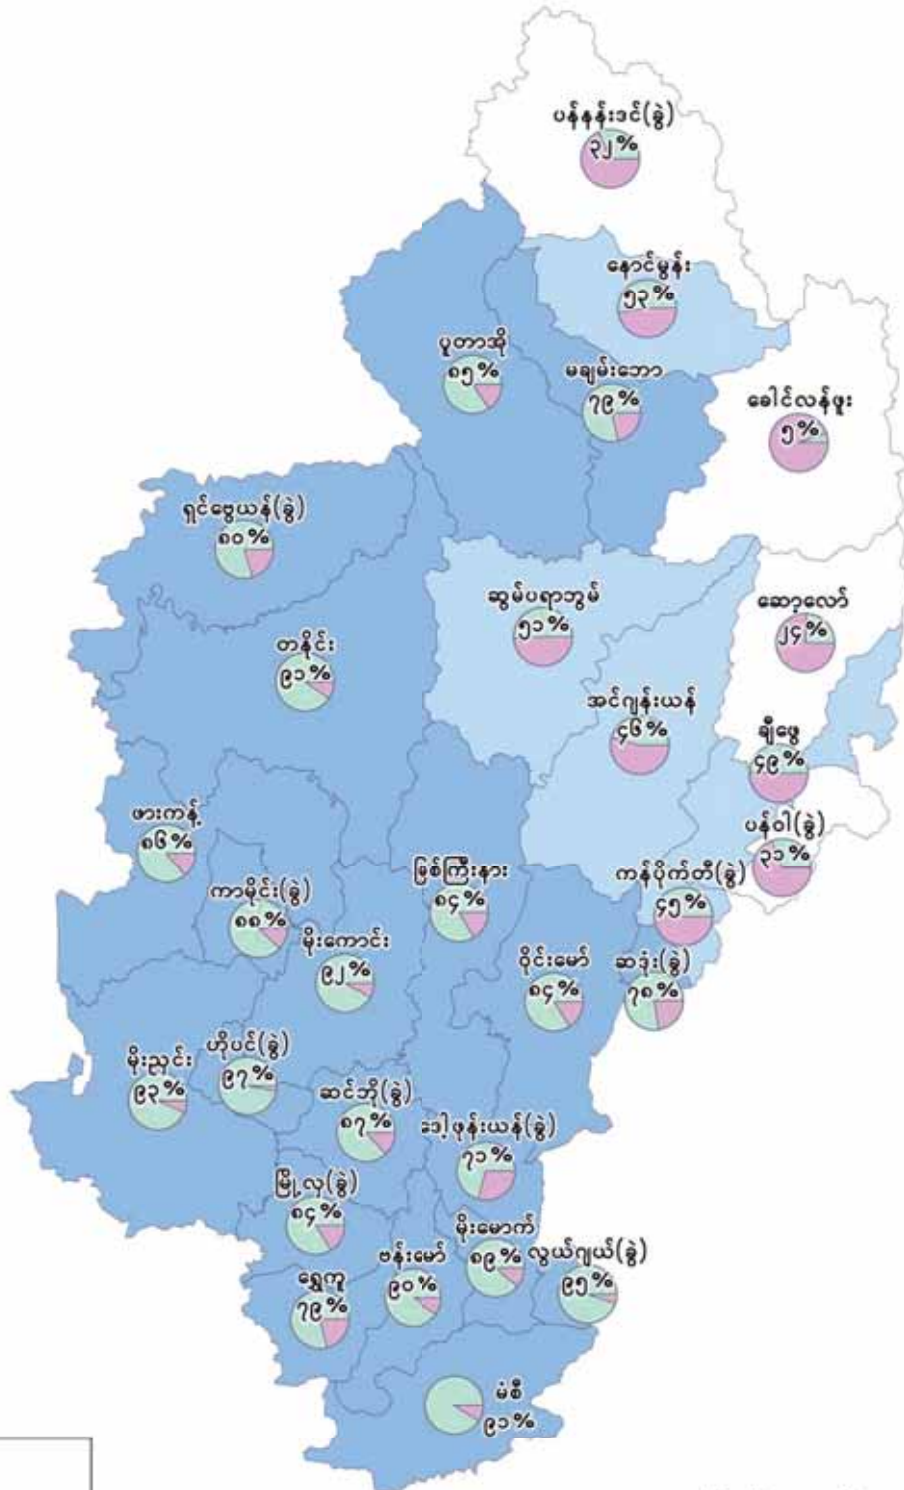 ပန်နန်းဒင်(ခွဲ)
၃၂%
နောင်မွန်း
၅၃%
ပူတာအို
၈၅%
မချမ်းဘော
၇၉%
ခေါင်လန်ဖူး
၅%
ရှင်ဗွေယန်(ခွဲ)
၈၀%
ဆွမ်ပရာဘွမ်
၅၁%
ဆော့လော်
၂၄%
တနိုင်း
၉၁%
အင်ဂျန်းယန်
၄၆%
ချီဖွေ
၄၉%
ဖားကန့်
၈၆%
ပန်ဝါ(ခွဲ)
၃၁%
ကာမိုင်း(ခွဲ)
၈၈%
မြစ်ကြီးနား
၈၄%
ကန်ပိုက်တီ(ခွဲ)
၄၅%
မိုးကောင်း
၉၂%
ဝိုင်းမော်
၈၄%
ဆဒုံး(ခွဲ)
၇၈%
မိုးညှင်း
၉၃%
ဟိုပင်(ခွဲ)
၉၇%
ဆင်ဘို(ခွဲ)
၈၇%
ဒေါ့ဖုန်းယန်(ခွဲ)
၇၁%
မြို့လှ(ခွဲ)
၈၄%
မိုးမောက်
၈၉%
လွယ်ဂျယ်(ခွဲ)
၉၅%
ဗန်းမော်
၉၀%
ရွှေကူ
၇၉%
မံစီ
၉၁%